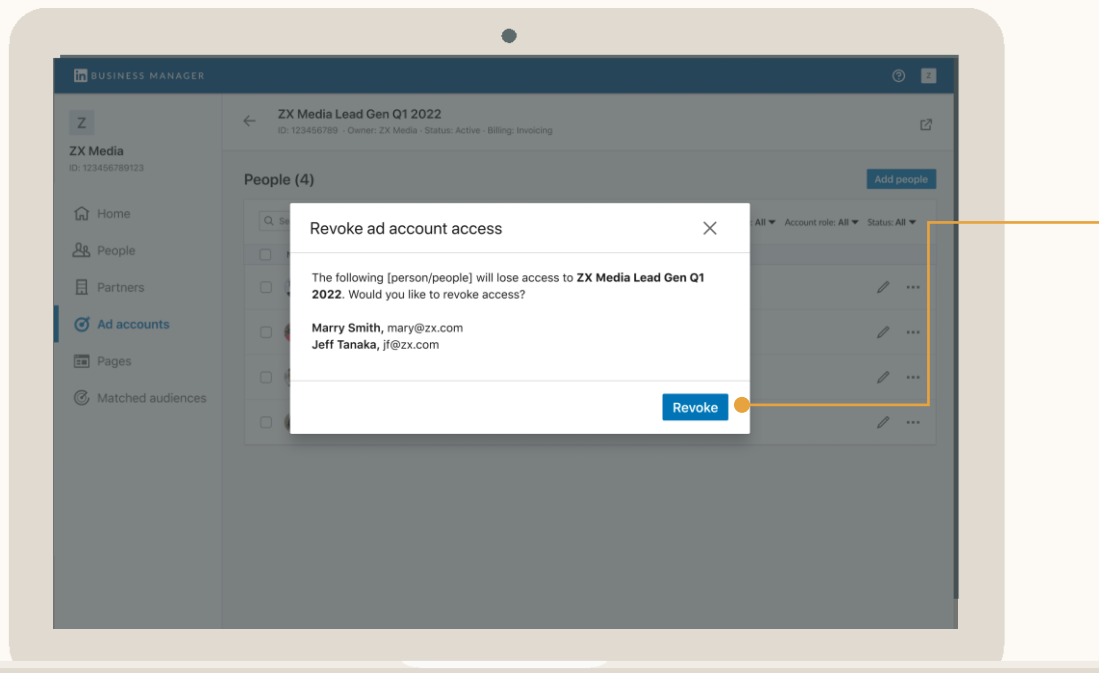 in BUSINESS MANAGER
Z
Z
ZX Media
ID: 123456789123
Home
People
Partners
Ad accounts
Pages
Matched audiences
ZX Media Lead Gen Q1 2022
ID: 123456789 - Owner: ZX Media - Status: Active - Billing: Invoicing
People (4)
Add people
All Account role: All Status: All
Revoke ad account access
The following [person/people] will lose access to ZX Media Lead Gen Q1
2022. Would you like to revoke access?
Marry Smith, mary@zx.com
Jeff Tanaka, jf@zx.com
Revoke